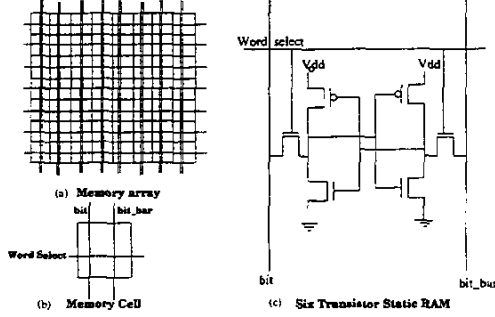 Word select
Vdd
Vdd
(a) Memory array
bit
bit_bar
Word Select
(b) Memory Cell
bit
bit_bar
(c) Six Transistor Static RAM